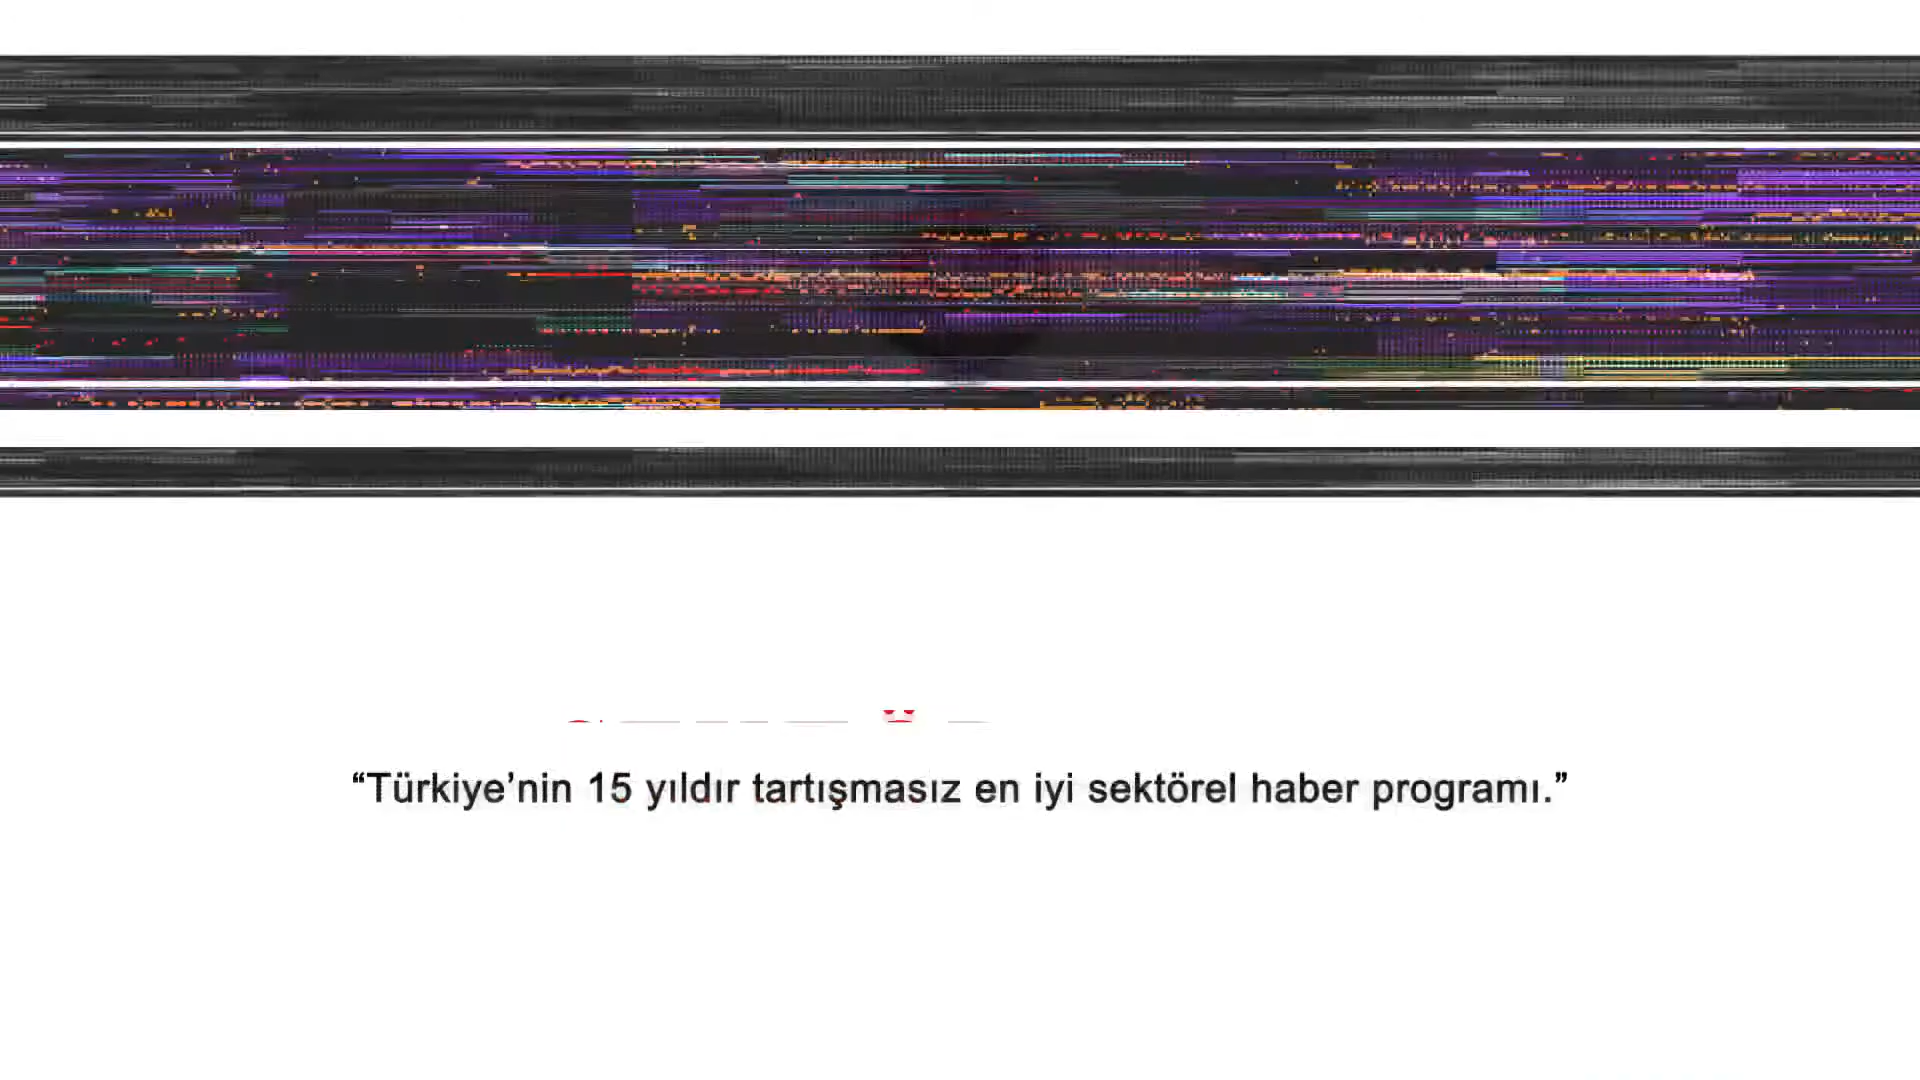 “Türkiye’nin 15 yıldır tartışmasız en iyi sektörel haber programı.”